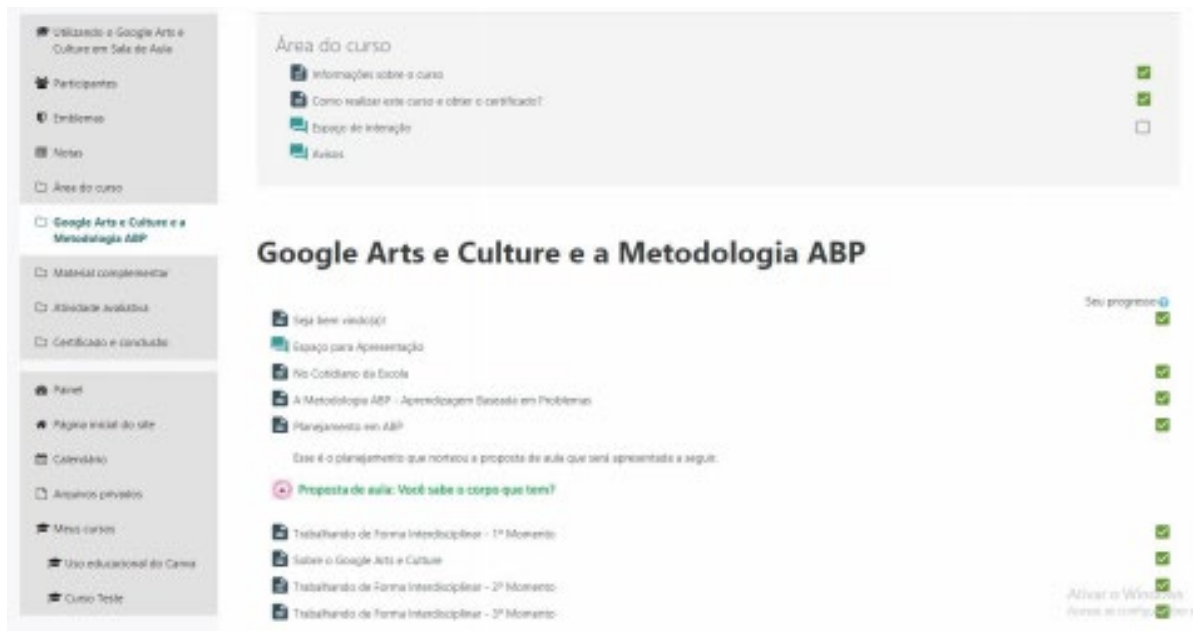 Utilizando o Google Arts e
Culture em Sala de Aula
Participantes
Emblemas
Notas
Área do curso
Google Arts e Culture e a
Metodologia ABP
Material complementar
Atividade avaliativa
Certificado e conclusão
Painel
Página inicial do site
Calendário
Arquivos privados
Meus cursos
Uso educacional do Canva
Curso Teste
Área do curso
Informações sobre o curso
Como realizar este curso e obter o certificado?
Espaço de interação
Avisos
Google Arts e Culture e a Metodologia ABP
Seu progresso
Seja bem vindo(a)!
Espaço para Apresentação
No Cotidiano da Escola
A Metodologia ABP - Aprendizagem Baseada em Problemas
Planejamento em ABP
Esse é o planejamento que norteou a proposta de aula que será apresentada a seguir.
Proposta de aula: Você sabe o corpo que tem?
Trabalhando de Forma Interdisciplinar - 1º Momento
Sobre o Google Arts e Culture
Trabalhando de Forma Interdisciplinar - 2º Momento
Trabalhando de Forma Interdisciplinar - 3º Momento
Ativar o Windows